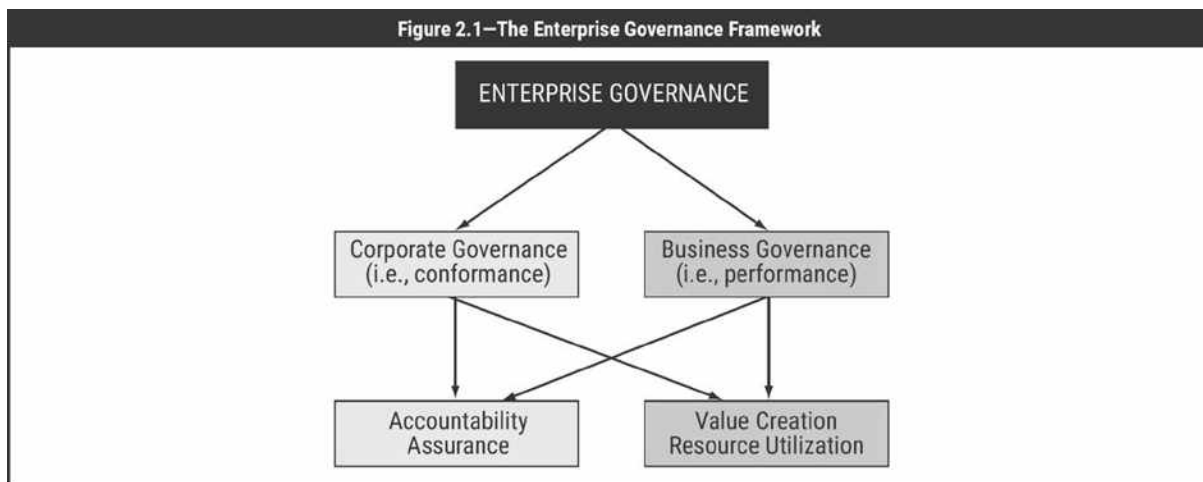 Figure 2.1—The Enterprise Governance Framework
ENTERPRISE GOVERNANCE
Corporate Governance
(i.e., conformance)
Business Governance
(i.e., performance)
Accountability
Assurance
Value Creation
Resource Utilization